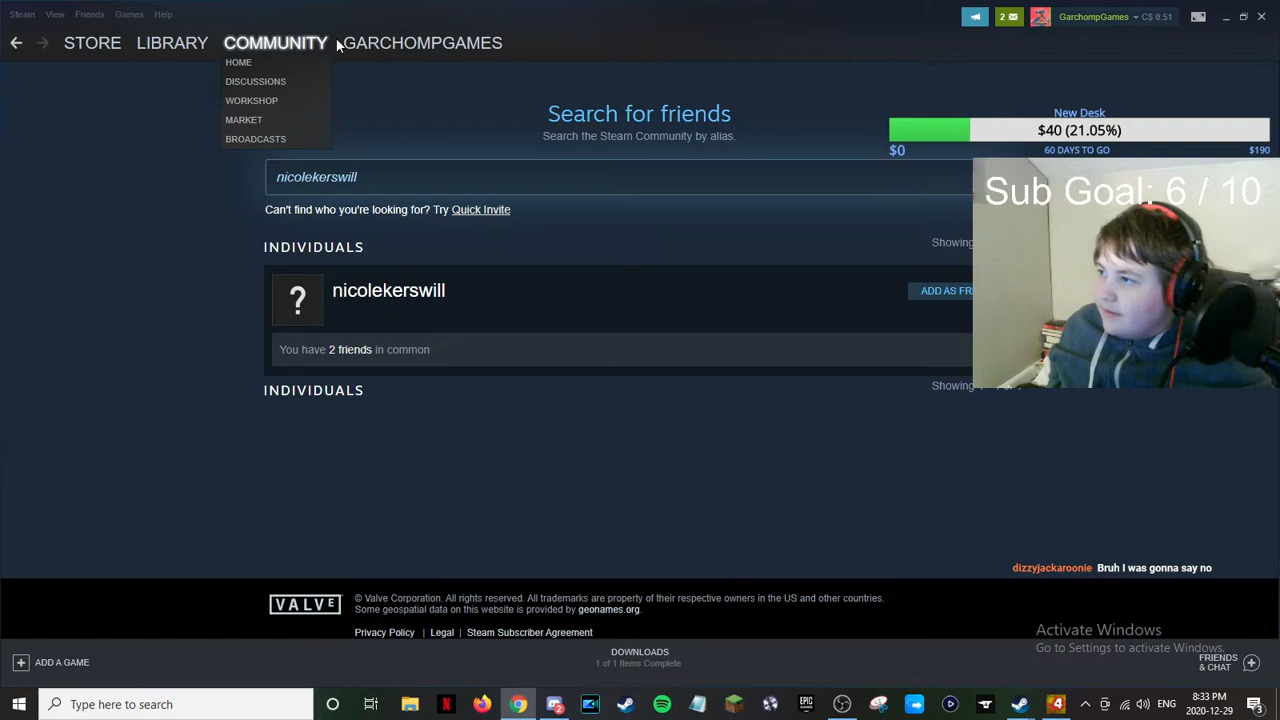 Steam View Friends Games Help
2 GarchompGames C$ 0.51
STORE LIBRARY COMMUNITY GARCHOMPGAMES
HOME
DISCUSSIONS
WORKSHOP
MARKET
BROADCASTS
Search for friends
Search the Steam Community by alias.
New Desk
$40 (21.05%)
$0 60 DAYS TO GO $190
Sub Goal: 6 / 10
nicolekerswill
Can't find who you're looking for? Try Quick Invite
INDIVIDUALS
Showing
nicolekerswill
ADD AS FR
You have 2 friends in common
INDIVIDUALS
Showing
dizzyjackaroonie Bruh I was gonna say no
VALVE
© Valve Corporation. All rights reserved. All trademarks are property of their respective owners in the US and other countries.
Some geospatial data on this website is provided by geonames.org.
Privacy Policy | Legal | Steam Subscriber Agreement
Activate Windows
Go to Settings to activate Windows.
ADD A GAME
DOWNLOADS
1 of 1 Items Complete
FRIENDS
& CHAT
Type here to search
ENG
8:33 PM
2020-12-29